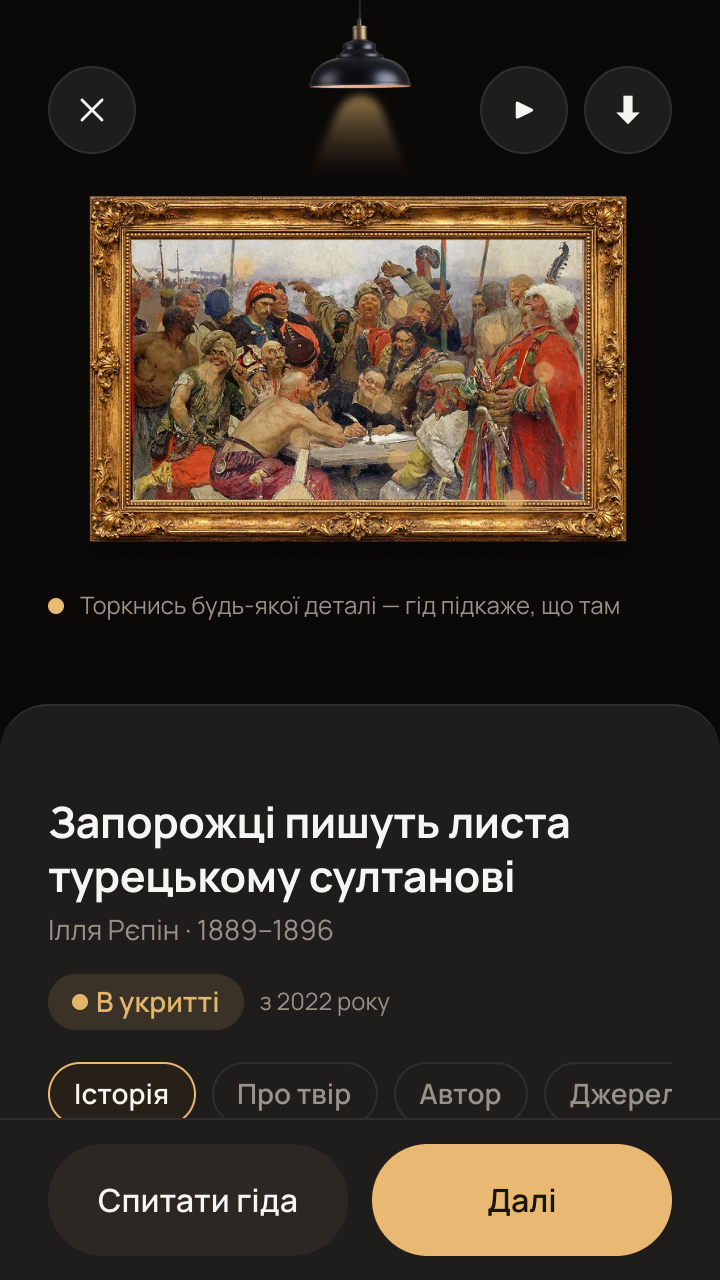 Торкнись будь-якої деталі — гід підкаже, що там
Запорожці пишуть листа
турецькому султанові
Ілля Рєпін · 1889–1896
В укритті
з 2022 року
Історія
Про твір
Автор
Джерел
Спитати гіда
Далі